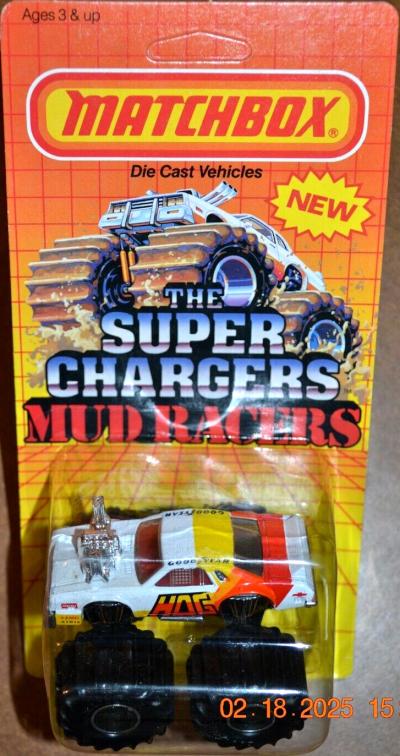 Ages 3 & up
MATCHBOX®
Die Cast Vehicles
NEW
THE
SUPER
CHARGERS
MUD RACERS
GOODYEAR
GOODYEAR
HOG
02.18.2025 15